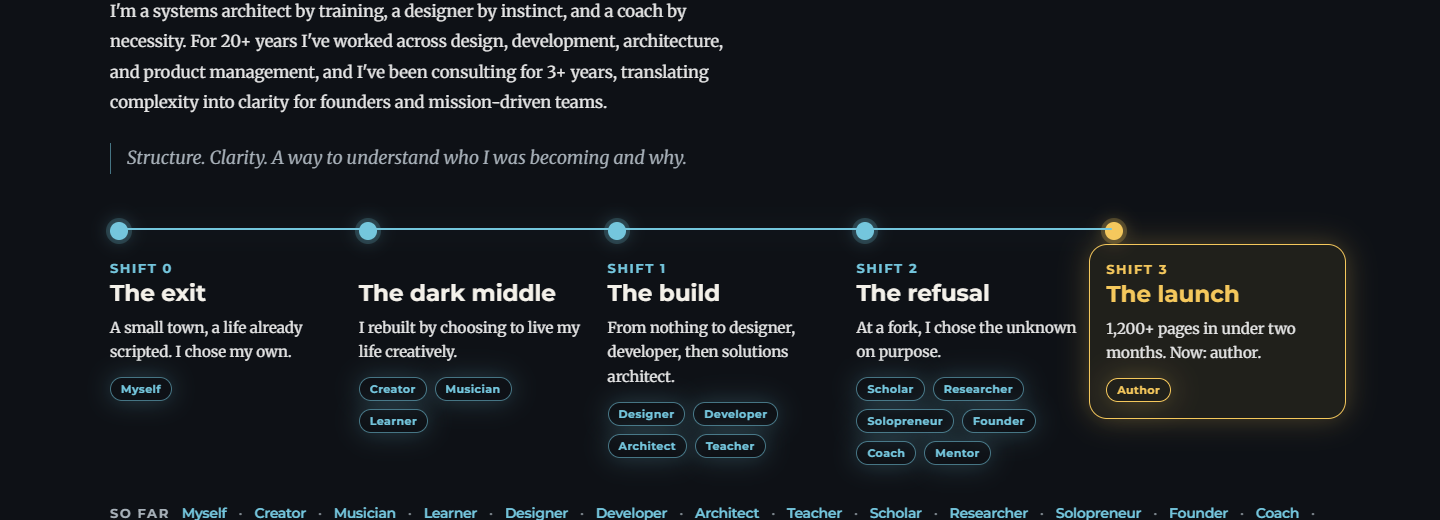 I'm a systems architect by training, a designer by instinct, and a coach by
necessity. For 20+ years I've worked across design, development, architecture,
and product management, and I've been consulting for 3+ years, translating
complexity into clarity for founders and mission-driven teams.
Structure. Clarity. A way to understand who I was becoming and why.
SHIFT 0
The exit
A small town, a life already
scripted. I chose my own.
Myself
The dark middle
I rebuilt by choosing to live my
life creatively.
Creator Musician
Learner
SHIFT 1
The build
From nothing to designer,
developer, then solutions
architect.
Designer Developer
Architect Teacher
SHIFT 2
The refusal
At a fork, I chose the unknown
on purpose.
Scholar Researcher
Solopreneur Founder
Coach Mentor
SHIFT 3
The launch
1,200+ pages in under two
months. Now: author.
Author
SO FAR Myself · Creator · Musician · Learner · Designer · Developer · Architect · Teacher · Scholar · Researcher · Solopreneur · Founder · Coach ·